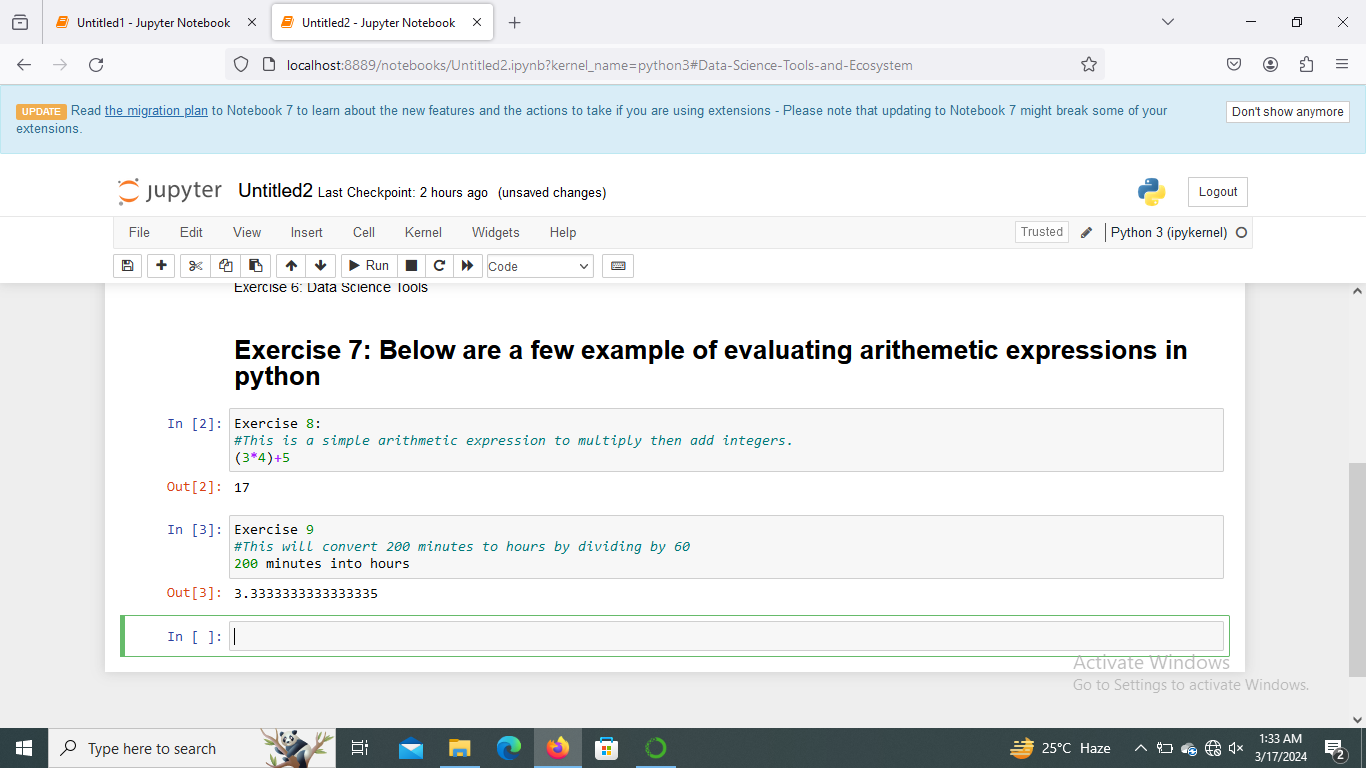 Untitled1 - Jupyter Notebook
Untitled2 - Jupyter Notebook
localhost:8889/notebooks/Untitled2.ipynb?kernel_name=python3#Data-Science-Tools-and-Ecosystem
UPDATE Read the migration plan to Notebook 7 to learn about the new features and the actions to take if you are using extensions - Please note that updating to Notebook 7 might break some of your
extensions.
Don't show anymore
jupyter Untitled2 Last Checkpoint: 2 hours ago (unsaved changes)
Logout
File Edit View Insert Cell Kernel Widgets Help
Trusted Python 3 (ipykernel)
Run Code
Exercise 6: Data Science Tools
Exercise 7: Below are a few example of evaluating arithemetic expressions in
python
In [2]: Exercise 8:
#This is a simple arithmetic expression to multiply then add integers.
(3*4)+5
Out[2]: 17
In [3]: Exercise 9
#This will convert 200 minutes to hours by dividing by 60
200 minutes into hours
Out[3]: 3.3333333333333335
In [ ]:
Activate Windows
Go to Settings to activate Windows.
Type here to search
25°C Haze
1:33 AM
3/17/2024
2